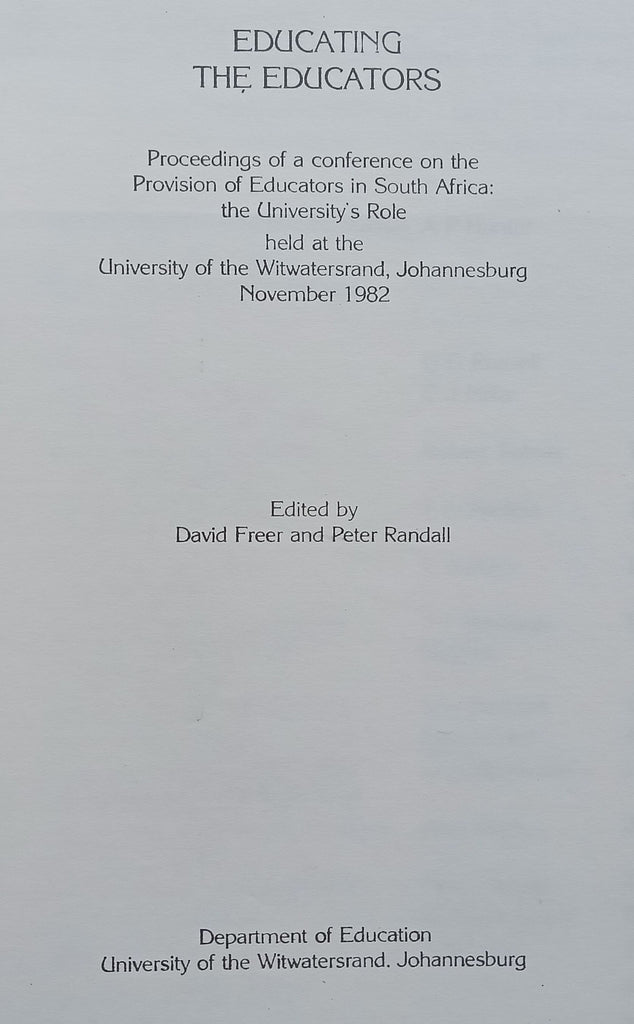 EDUCATING
THE EDUCATORS
Proceedings of a conference on the
Provision of Educators in South Africa:
the University's Role
held at the
University of the Witwatersrand, Johannesburg
November 1982
Edited by
David Freer and Peter Randall
Department of Education
University of the Witwatersrand. Johannesburg